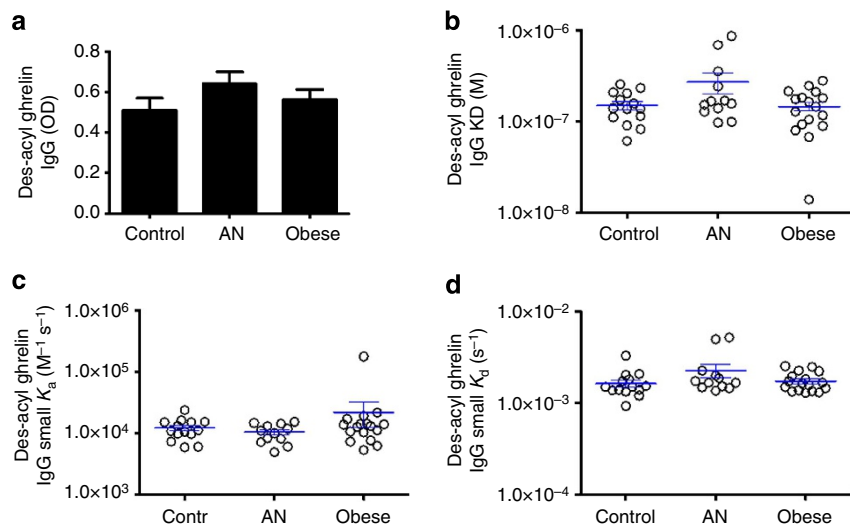 a
Des-acyl ghrelin
IgG (OD)
0.8
0.6
0.4
0.2
0.0
Control AN Obese
b
Des-acyl ghrelin
IgG KD (M)
1.0×10⁻⁶
1.0×10⁻⁷
1.0×10⁻⁸
Control AN Obese
c
Des-acyl ghrelin
IgG small Kₐ (M⁻¹ s⁻¹)
1.0×10⁶
1.0×10⁵
1.0×10⁴
1.0×10³
Contr AN Obese
d
Des-acyl ghrelin
IgG small K_d (s⁻¹)
1.0×10⁻²
1.0×10⁻³
1.0×10⁻⁴
Control AN Obese